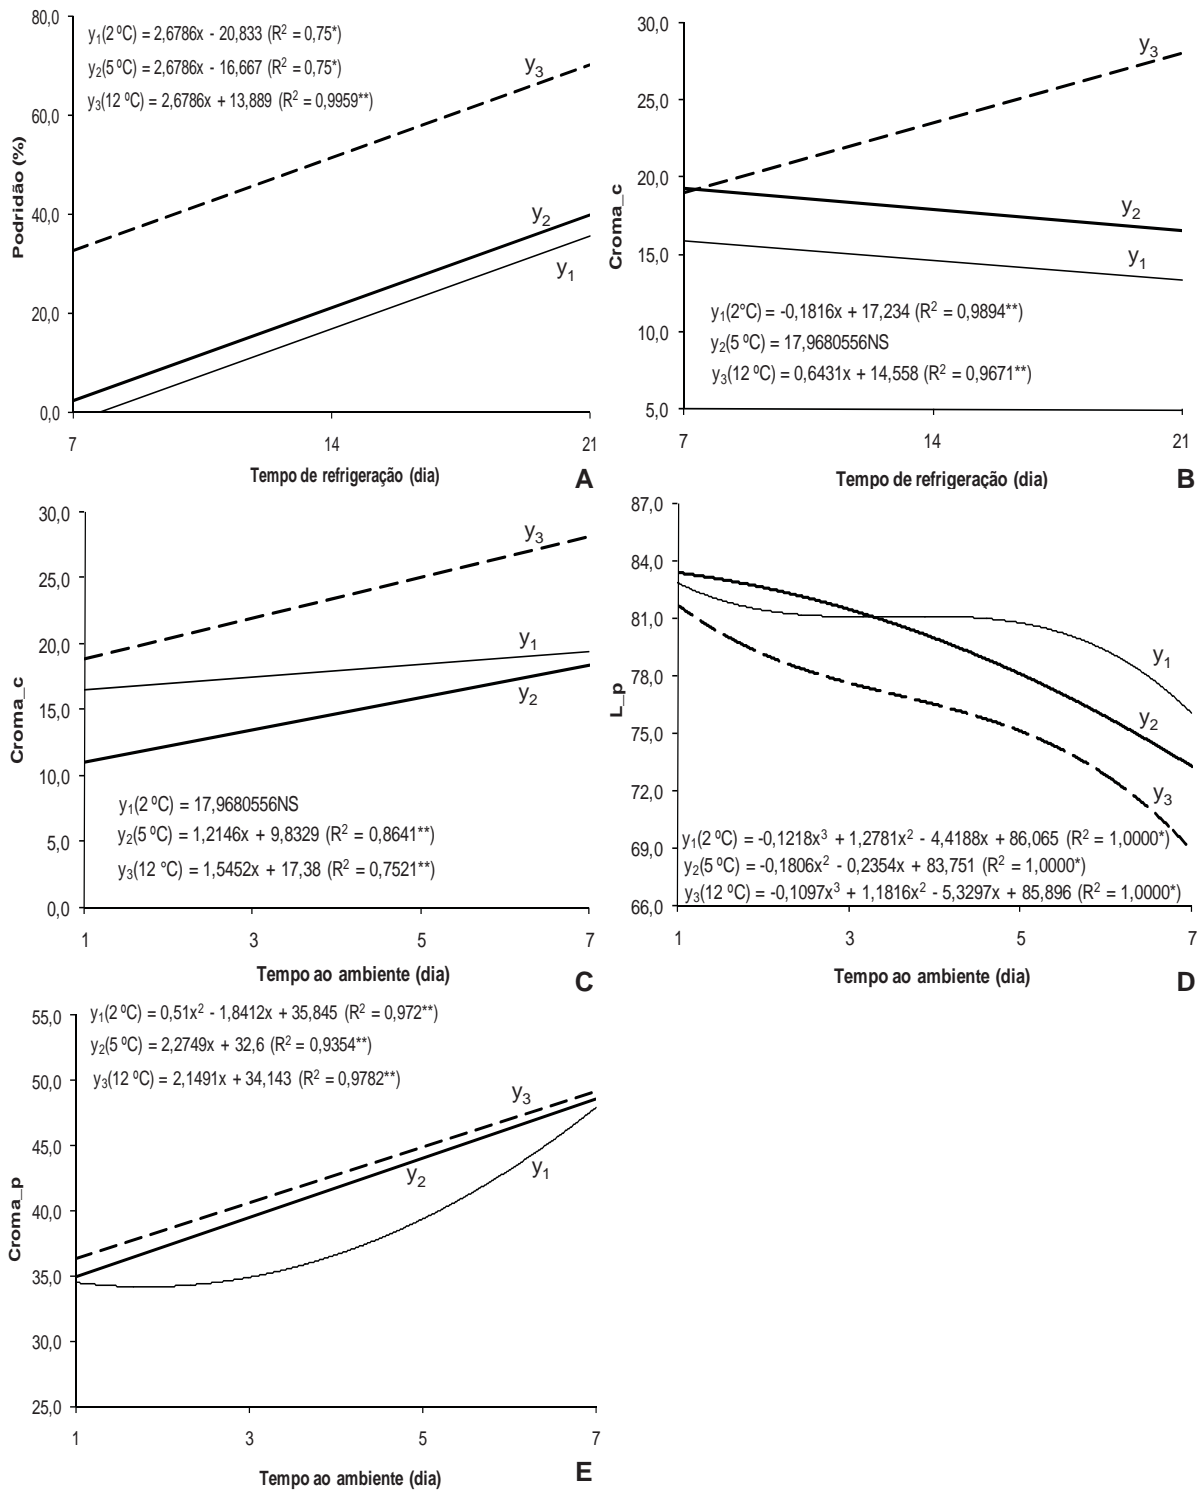 80,0
60,0
40,0
20,0
0,0
Podridão (%)
y1(2 ºC) = 2,6786x - 20,833 (R² = 0,75*)
y2(5 ºC) = 2,6786x - 16,667 (R² = 0,75*)
y3(12 ºC) = 2,6786x + 13,889 (R² = 0,9959**)
y3
y2
y1
7 14 21
Tempo de refrigeração (dia)
A
30,0
25,0
20,0
15,0
10,0
5,0
Croma_c
y3
y2
y1
y1(2°C) = -0,1816x + 17,234 (R² = 0,9894**)
y2(5 ºC) = 17,9680556NS
y3(12 ºC) = 0,6431x + 14,558 (R² = 0,9671**)
7 14 21
Tempo de refrigeração (dia)
B
30,0
25,0
20,0
15,0
10,0
5,0
0,0
Croma_c
y3
y1
y2
y1(2 ºC) = 17,9680556NS
y2(5 ºC) = 1,2146x + 9,8329 (R² = 0,8641**)
y3(12 °C) = 1,5452x + 17,38 (R² = 0,7521**)
1 3 5 7
Tempo ao ambiente (dia)
C
87,0
84,0
81,0
78,0
75,0
72,0
69,0
66,0
L_p
y1
y2
y3
y1(2 ºC) = -0,1218x³ + 1,2781x² - 4,4188x + 86,065 (R² = 1,0000*)
y2(5 ºC) = -0,1806x² - 0,2354x + 83,751 (R² = 1,0000*)
y3(12 ºC) = -0,1097x³ + 1,1816x² - 5,3297x + 85,896 (R² = 1,0000*)
1 3 5 7
Tempo ao ambiente (dia)
D
55,0
50,0
45,0
40,0
35,0
30,0
25,0
Croma_p
y1(2 ºC) = 0,51x² - 1,8412x + 35,845 (R² = 0,972**)
y2(5 ºC) = 2,2749x + 32,6 (R² = 0,9354**)
y3(12 ºC) = 2,1491x + 34,143 (R² = 0,9782**)
y3
y2
y1
1 3 5 7
Tempo ao ambiente (dia)
E